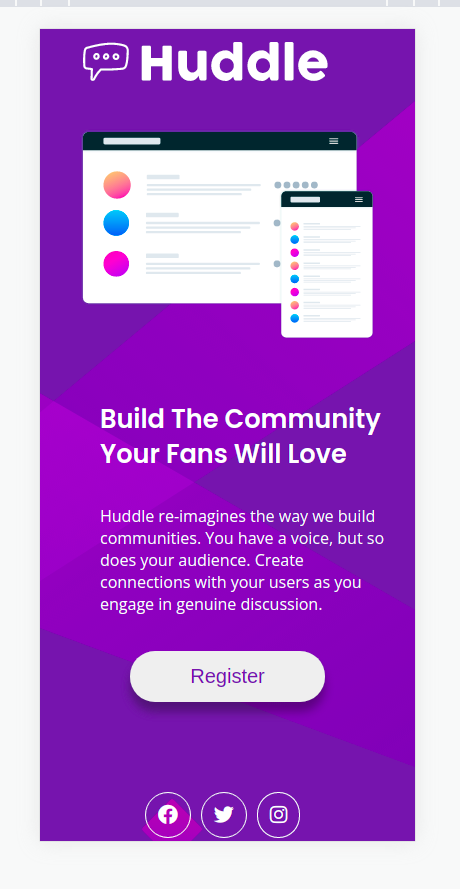 Huddle
Build The Community
Your Fans Will Love
Huddle re-imagines the way we build
communities. You have a voice, but so
does your audience. Create
connections with your users as you
engage in genuine discussion.
Register